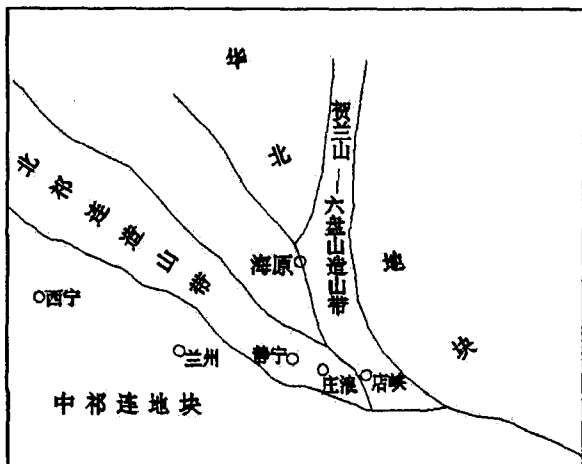 华北地块
贺兰山—六盘山造山带
北祁连造山带
海原
西宁
兰州
静宁
庄浪
店峡
中祁连地块